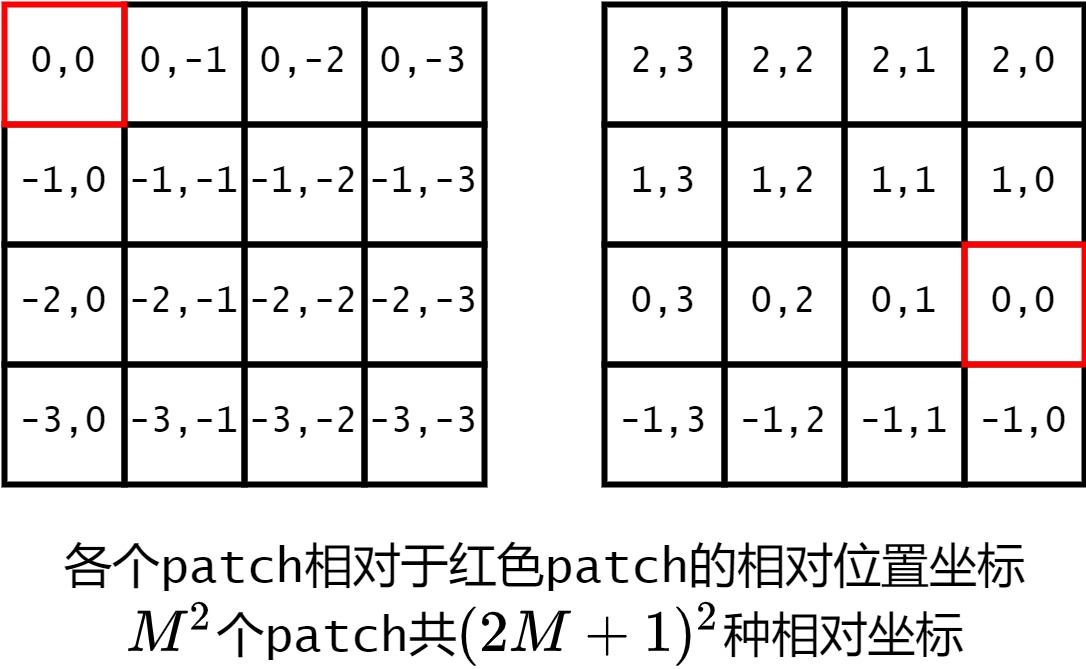 0,0 0,-1 0,-2 0,-3 2,3 2,2 2,1 2,0
-1,0 -1,-1 -1,-2 -1,-3 1,3 1,2 1,1 1,0
-2,0 -2,-1 -2,-2 -2,-3 0,3 0,2 0,1 0,0
-3,0 -3,-1 -3,-2 -3,-3 -1,3 -1,2 -1,1 -1,0
各个patch相对于红色patch的相对位置坐标
M²个patch共(2M + 1)²种相对坐标